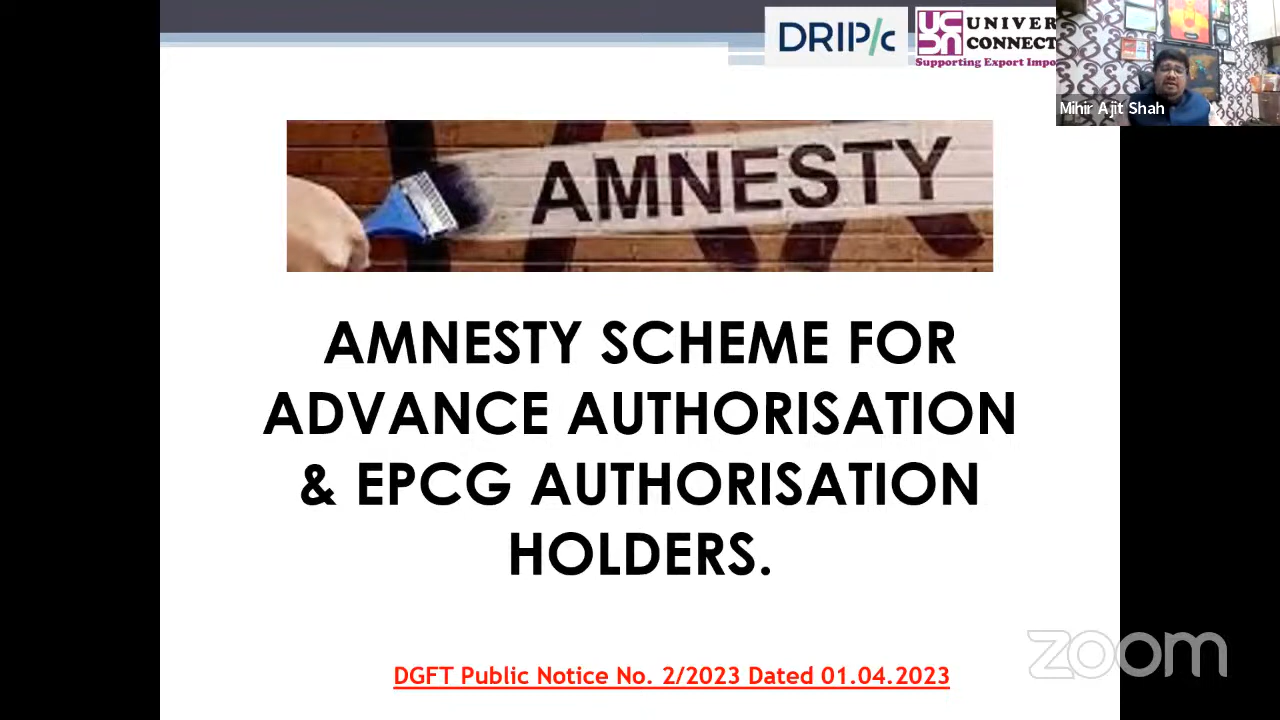 DRIP/c
UCDN UNIVER
CONNECT
Supporting Export Impo
Mihir Ajit Shah
AMNESTY
AMNESTY SCHEME FOR
ADVANCE AUTHORISATION
& EPCG AUTHORISATION
HOLDERS.
DGFT Public Notice No. 2/2023 Dated 01.04.2023
zoom